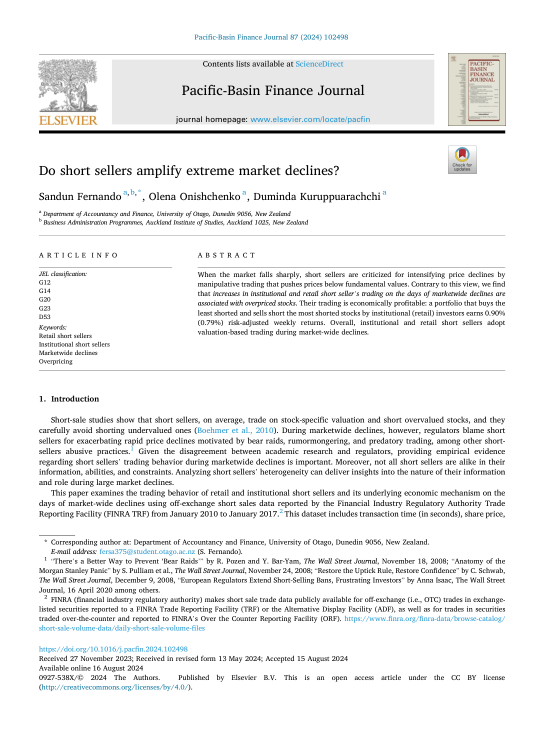 Pacific-Basin Finance Journal 87 (2024) 102498
Contents lists available at ScienceDirect
Pacific-Basin Finance Journal
journal homepage: www.elsevier.com/locate/pacfin
ELSEVIER
PACIFIC-
BASIN
FINANCE
JOURNAL
Check for
updates
Do short sellers amplify extreme market declines?
Sandun Fernando a,b,*, Olena Onishchenko a, Duminda Kuruppuarachchi a
a Department of Accountancy and Finance, University of Otago, Dunedin 9056, New Zealand
b Business Administration Programmes, Auckland Institute of Studies, Auckland 1025, New Zealand
ARTICLE INFO
JEL classification:
G12
G14
G20
G23
D53
Keywords:
Retail short sellers
Institutional short sellers
Marketwide declines
Overpricing
ABSTRACT
When the market falls sharply, short sellers are criticized for intensifying price declines by
manipulative trading that pushes prices below fundamental values. Contrary to this view, we
find that increases in institutional and retail short seller's trading on the days of market declines are
associated with overpriced stocks. Their trading is economically profitable: a portfolio that buys the
least shorted and sells short the most shorted stocks by institutional (retail) investors earns 0.90%
(0.79%) risk-adjusted weekly returns. Overall, institutional and retail short sellers adopt
valuation-based trading during market-wide declines.
1. Introduction
Short-sale studies show that short sellers, on average, trade on stock-specific valuation and short overvalued stocks, and they
carefully avoid shorting undervalued ones (Boehmer et al., 2010). During marketwide declines, however, regulators blame short
sellers for exacerbating rapid price declines motivated by bear raids, rumormongering, and predatory trading, among other short-
sellers abusive practices.1 Given the disagreement between academic research and regulators, providing empirical evidence
regarding short sellers' trading behavior during marketwide declines is important. Moreover, not all short sellers are alike in their
information, abilities, and constraints. Analyzing short sellers' heterogeneity can deliver insights into the nature of their information
and role during large market declines.
This paper examines the trading behavior of retail and institutional short sellers and its underlying economic mechanism on the
days of market-wide declines using off-exchange short sales data reported by the Financial Industry Regulatory Authority Trade
Reporting Facility (FINRA TRF) from January 2010 to January 2017.2 This dataset includes transaction time (in seconds), share price,
* Corresponding author at: Department of Accountancy and Finance, University of Otago, Dunedin 9056, New Zealand.
E-mail address: fersa375@student.otago.ac.nz (S. Fernando).
1 "There's a Better Way to Prevent 'Bear Raids'" by R. Pozen and Y. Bar-Yam, The Wall Street Journal, November 18, 2008; "Anatomy of the
Morgan Stanley Panic" by S. Pulliam et al., The Wall Street Journal, November 24, 2008; "Restore the Uptick Rule, Restore Confidence" by C. Schwab,
The Wall Street Journal, December 9, 2008, "European Regulators Extend Short-Selling Bans, Frustrating Investors" by Anna Isaac, The Wall Street
Journal, 16 April 2020 among others.
2 FINRA (financial industry regulatory authority) makes short sale trade data publicly available for off-exchange (i.e., OTC) trades in exchange-
listed securities reported to a FINRA Trade Reporting Facility (TRF) or the Alternative Display Facility (ADF), as well as for trades in securities
traded over-the-counter and reported to FINRA's Over the Counter Reporting Facility (ORF). https://www.finra.org/finra-data/browse-catalog/
short-sale-volume-data/daily-short-sale-volume-files
https://doi.org/10.1016/j.pacfin.2024.102498
Received 27 November 2023; Received in revised form 13 May 2024; Accepted 15 August 2024
Available online 16 August 2024
0927-538X/© 2024 The Authors. Published by Elsevier B.V. This is an open access article under the CC BY license
(http://creativecommons.org/licenses/by/4.0/).